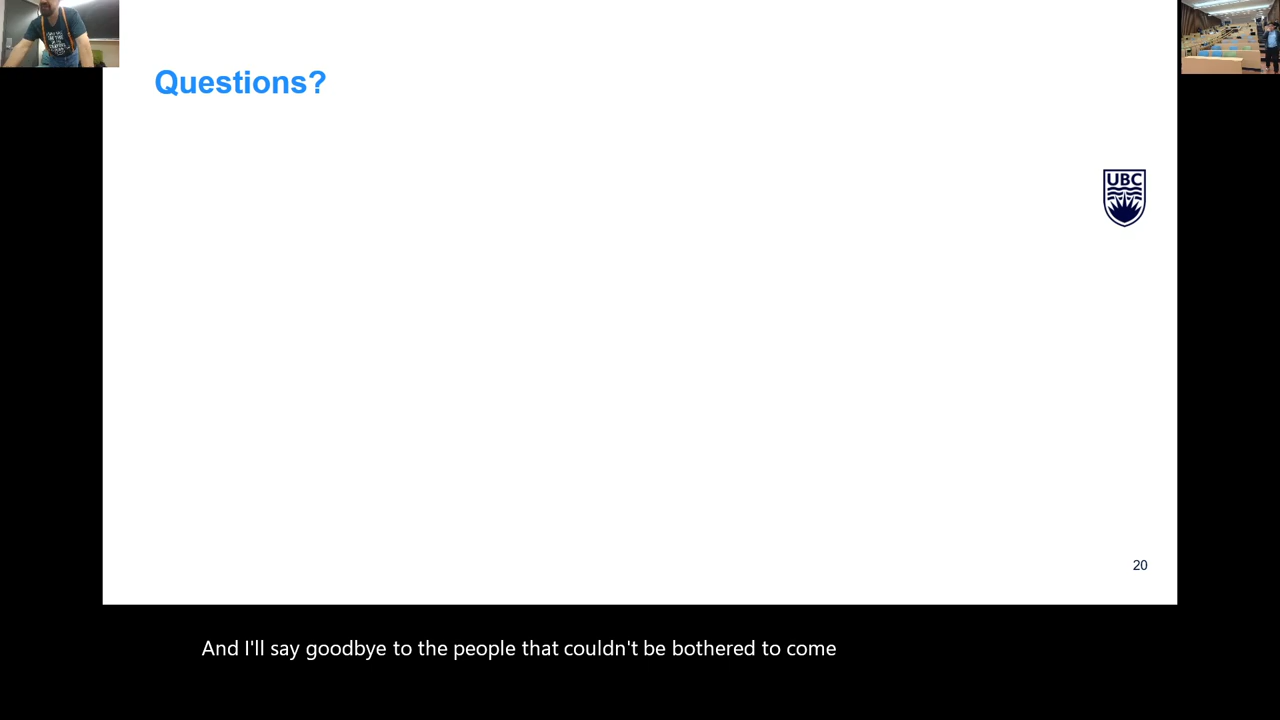 Questions?
UBC
20
And I'll say goodbye to the people that couldn't be bothered to come